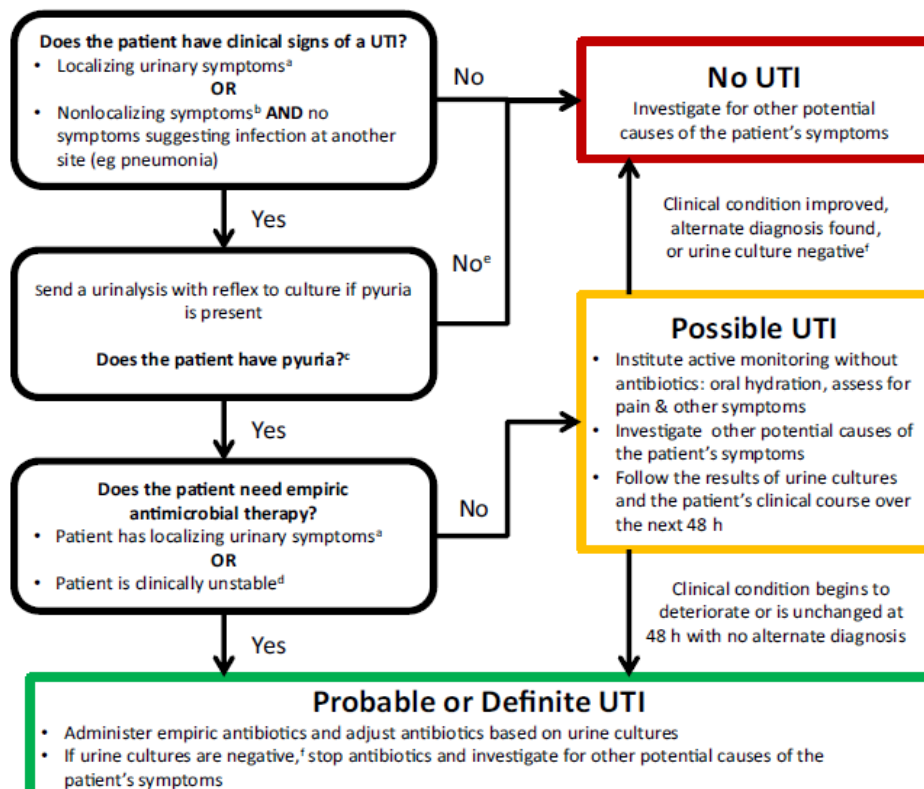 Does the patient have clinical signs of a UTI?
• Localizing urinary symptomsᵃ
OR
• Nonlocalizing symptomsᵇ AND no
symptoms suggesting infection at another
site (eg pneumonia)
No
No UTI
Investigate for other potential
causes of the patient's symptoms
Yes
Clinical condition improved,
alternate diagnosis found,
or urine culture negativeᶠ
send a urinalysis with reflex to culture if pyuria
is present
Does the patient have pyuria?ᶜ
Noᵉ
Possible UTI
• Institute active monitoring without
antibiotics: oral hydration, assess for
pain & other symptoms
• Investigate other potential causes of
the patient's symptoms
• Follow the results of urine cultures
and the patient's clinical course over
the next 48 h
Yes
Does the patient need empiric
antimicrobial therapy?
• Patient has localizing urinary symptomsᵃ
OR
• Patient is clinically unstableᵈ
No
Clinical condition begins to
deteriorate or is unchanged at
48 h with no alternate diagnosis
Yes
Probable or Definite UTI
• Administer empiric antibiotics and adjust antibiotics based on urine cultures
• If urine cultures are negative,ᶠ stop antibiotics and investigate for other potential causes of the
patient's symptoms